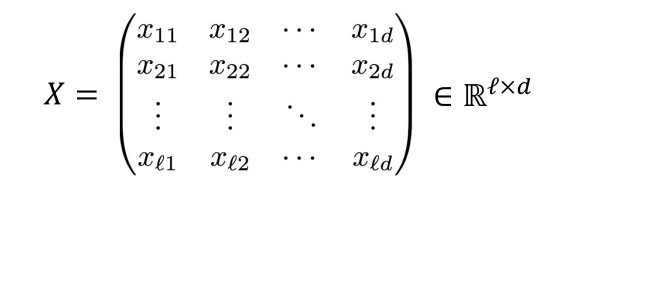 X = ( x₁₁ x₁₂ ⋯ x₁d
x₂₁ x₂₂ ⋯ x₂d
⋮ ⋮ ⋱ ⋮
xℓ₁ xℓ₂ ⋯ xℓd ) ∈ ℝ^{ℓ×d}